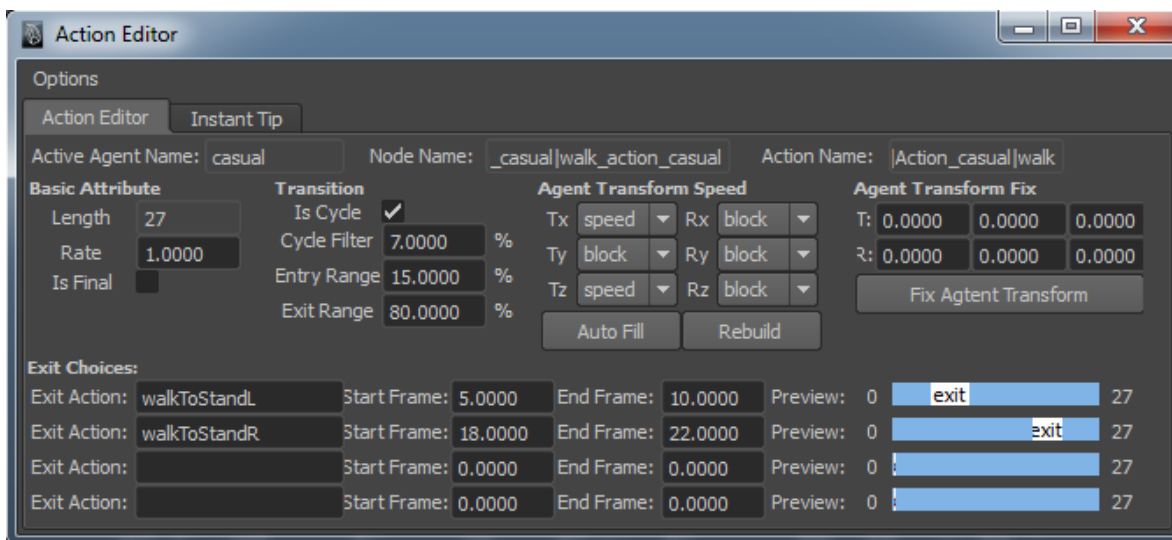 Action Editor
Options
Action Editor Instant Tip
Active Agent Name: casual Node Name: _casual|walk_action_casual Action Name: |Action_casual|walk
Basic Attribute Transition Agent Transform Speed Agent Transform Fix
Length 27 Is Cycle Tx speed Rx block T: 0.0000 0.0000 0.0000
Rate 1.0000 Cycle Filter 7.0000 % Ty block Ry block R: 0.0000 0.0000 0.0000
Is Final Entry Range 15.0000 % Tz speed Rz block Fix Agtent Transform
Exit Range 80.0000 % Auto Fill Rebuild
Exit Choices:
Exit Action: walkToStandL Start Frame: 5.0000 End Frame: 10.0000 Preview: 0 exit 27
Exit Action: walkToStandR Start Frame: 18.0000 End Frame: 22.0000 Preview: 0 exit 27
Exit Action: Start Frame: 0.0000 End Frame: 0.0000 Preview: 0 27
Exit Action: Start Frame: 0.0000 End Frame: 0.0000 Preview: 0 27